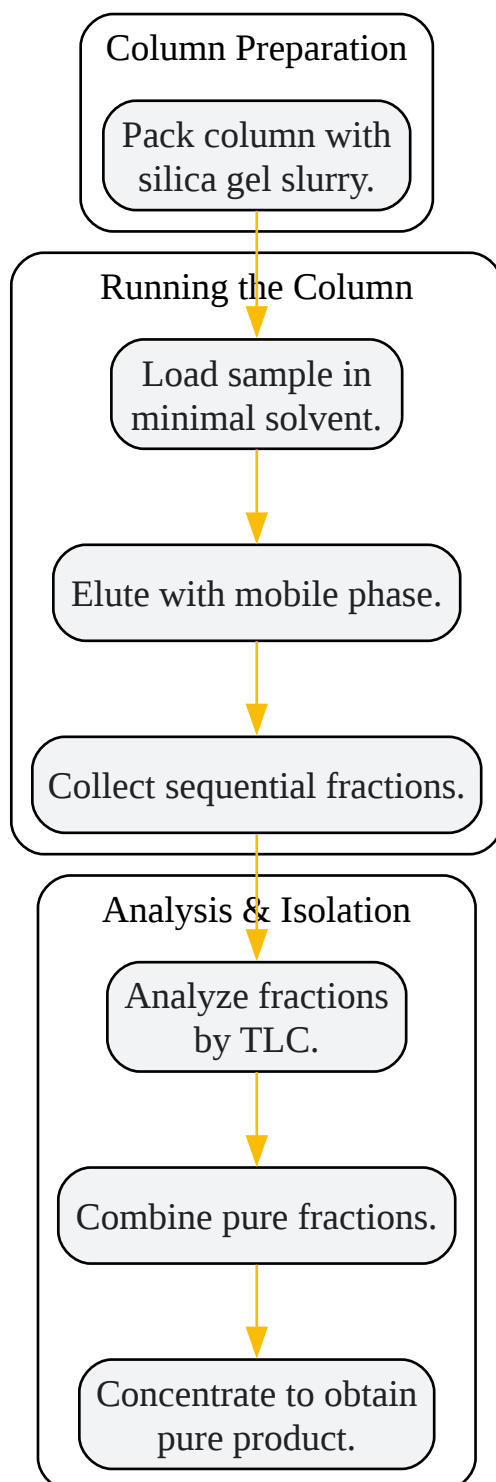 Column Preparation
Pack column with
silica gel slurry.
Running the Column
Load sample in
minimal solvent.
Elute with mobile phase.
Collect sequential fractions.
Analysis & Isolation
Analyze fractions
by TLC.
Combine pure fractions.
Concentrate to obtain
pure product.